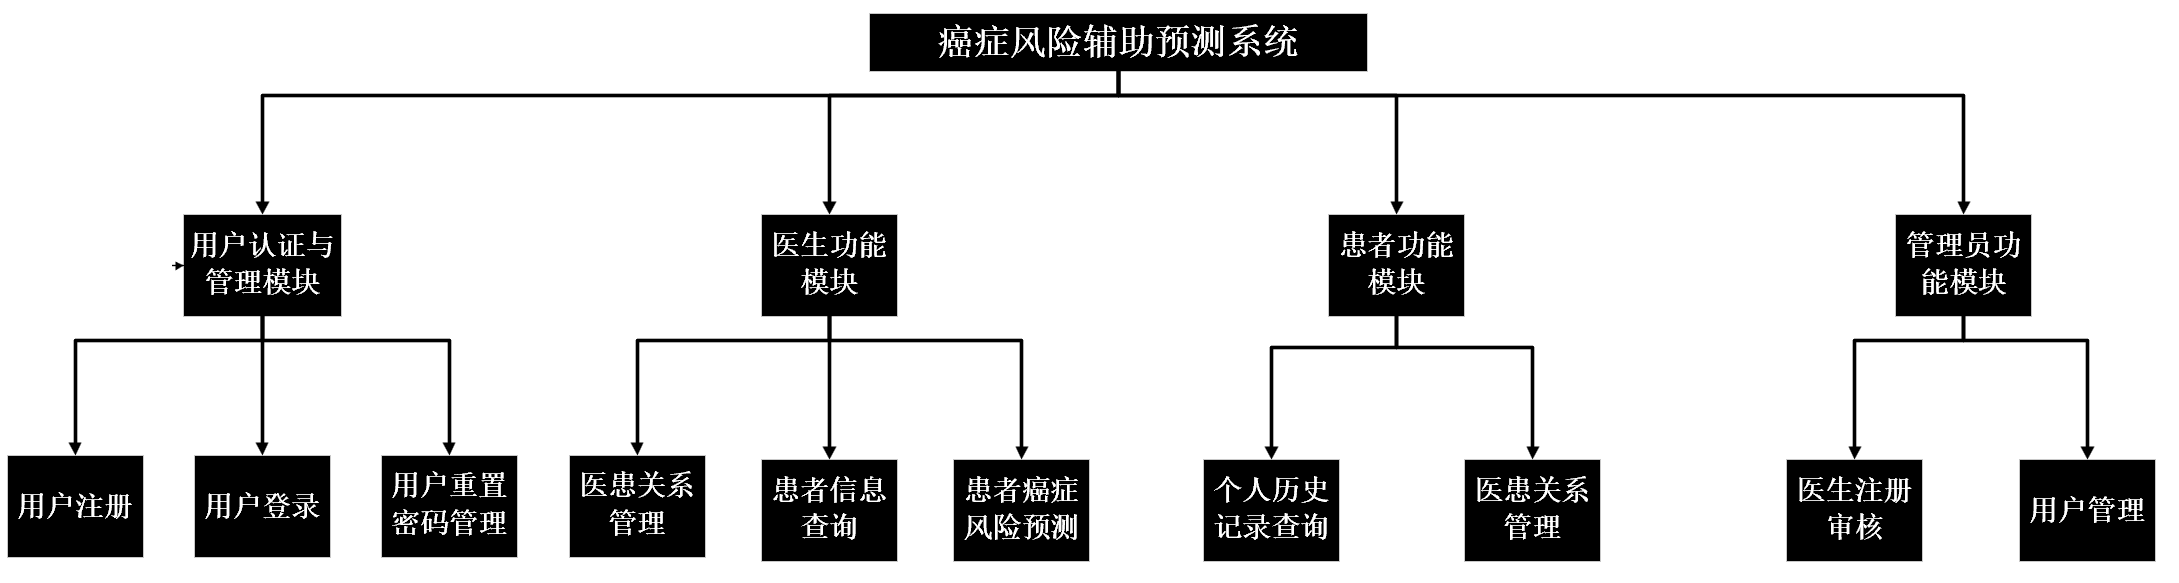 癌症风险辅助预测系统
用户认证与
管理模块
医生功能
模块
患者功能
模块
管理员功
能模块
用户注册
用户登录
用户重置
密码管理
医患关系
管理
患者信息
查询
患者癌症
风险预测
个人历史
记录查询
医患关系
管理
医生注册
审核
用户管理